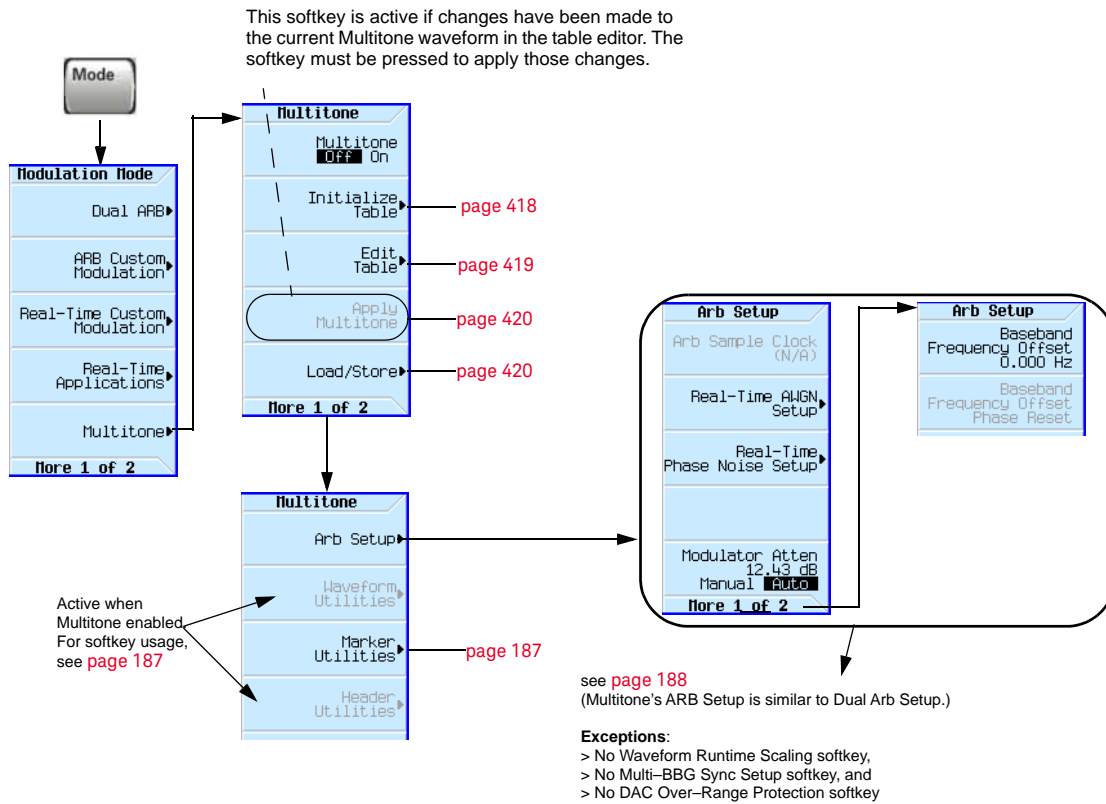 This softkey is active if changes have been made to
the current Multitone waveform in the table editor. The
softkey must be pressed to apply those changes.
Mode
Modulation Mode
Dual ARB
ARB Custom
Modulation
Real-Time Custom
Modulation
Real-Time
Applications
Multitone
More 1 of 2
Multitone
Multitone
Off On
Initialize
Table
page 418
Edit
Table
page 419
Apply
Multitone
page 420
Load/Store
page 420
More 1 of 2
Multitone
Arb Setup
Waveform
Utilities
Marker
Utilities
page 187
Header
Utilities
Active when
Multitone enabled.
For softkey usage,
see page 187
Arb Setup
Arb Sample Clock
(N/A)
Real-Time AWGN
Setup
Real-Time
Phase Noise Setup
Modulator Atten
12.43 dB
Manual Auto
More 1 of 2
Arb Setup
Baseband
Frequency Offset
0.000 Hz
Baseband
Frequency Offset
Phase Reset
see page 188
(Multitone's ARB Setup is similar to Dual Arb Setup.)
Exceptions:
> No Waveform Runtime Scaling softkey,
> No Multi–BBG Sync Setup softkey, and
> No DAC Over–Range Protection softkey